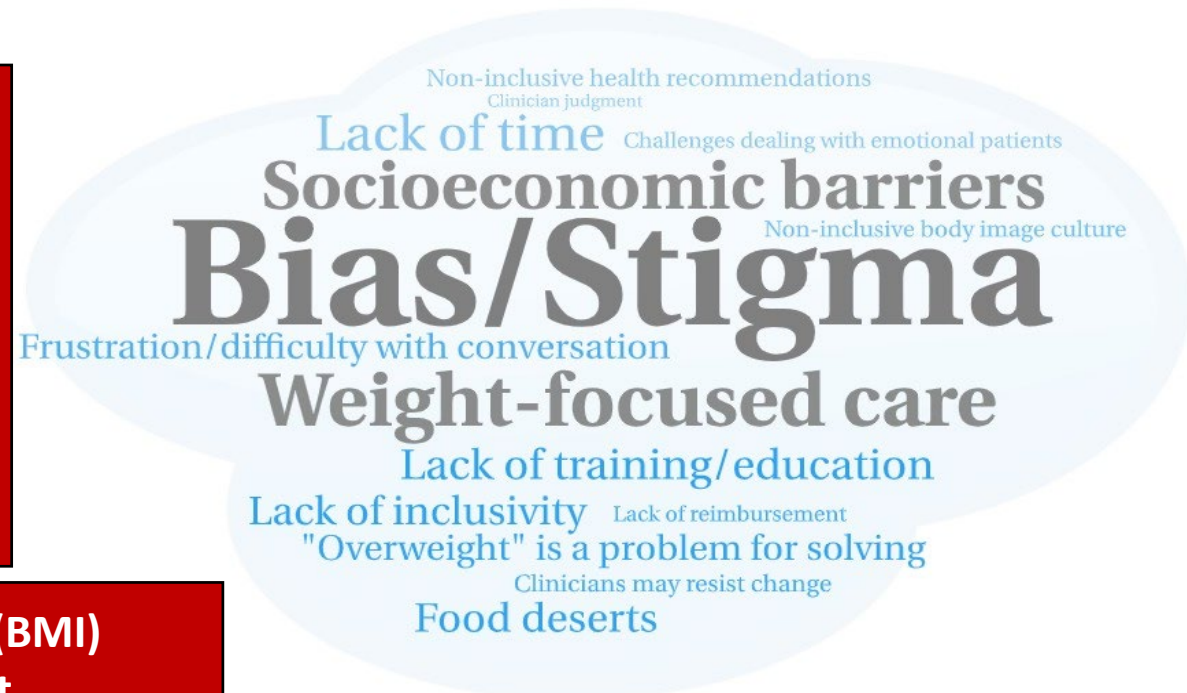 Non-inclusive health recommendations
Clinician judgment
Lack of time
Challenges dealing with emotional patients
Socioeconomic barriers
Non-inclusive body image culture
Bias/Stigma
Frustration/difficulty with conversation
Weight-focused care
Lack of training/education
Lack of inclusivity
Lack of reimbursement
"Overweight" is a problem for solving
Clinicians may resist change
Food deserts
(BMI)